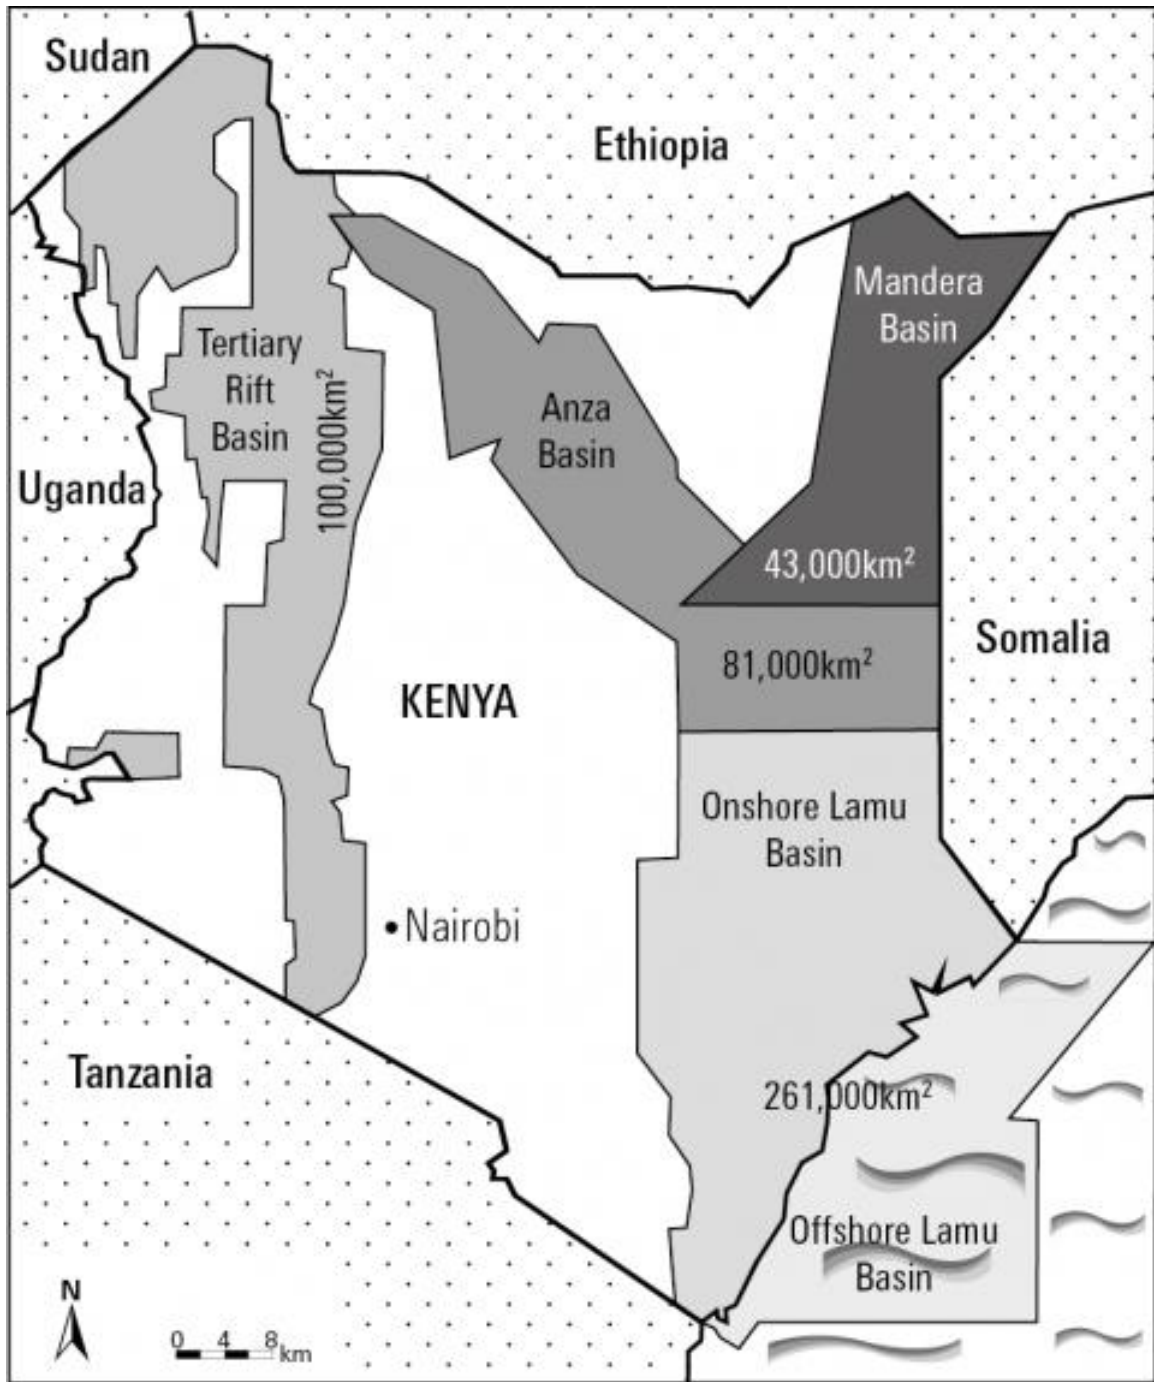 Sudan
Ethiopia
Mandera
Basin
Tertiary
Rift
Basin
100,000km²
Anza
Basin
Uganda
43,000km²
Somalia
81,000km²
KENYA
Onshore Lamu
Basin
Nairobi
Tanzania
261,000km²
Offshore Lamu
Basin
N
0 4 8
km